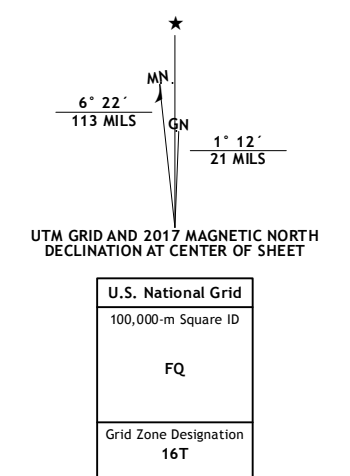 ★
MN
6° 22´
113 MILS
GN
1° 12´
21 MILS
UTM GRID AND 2017 MAGNETIC NORTH
DECLINATION AT CENTER OF SHEET
U.S. National Grid
100,000-m Square ID
FQ
Grid Zone Designation
16T